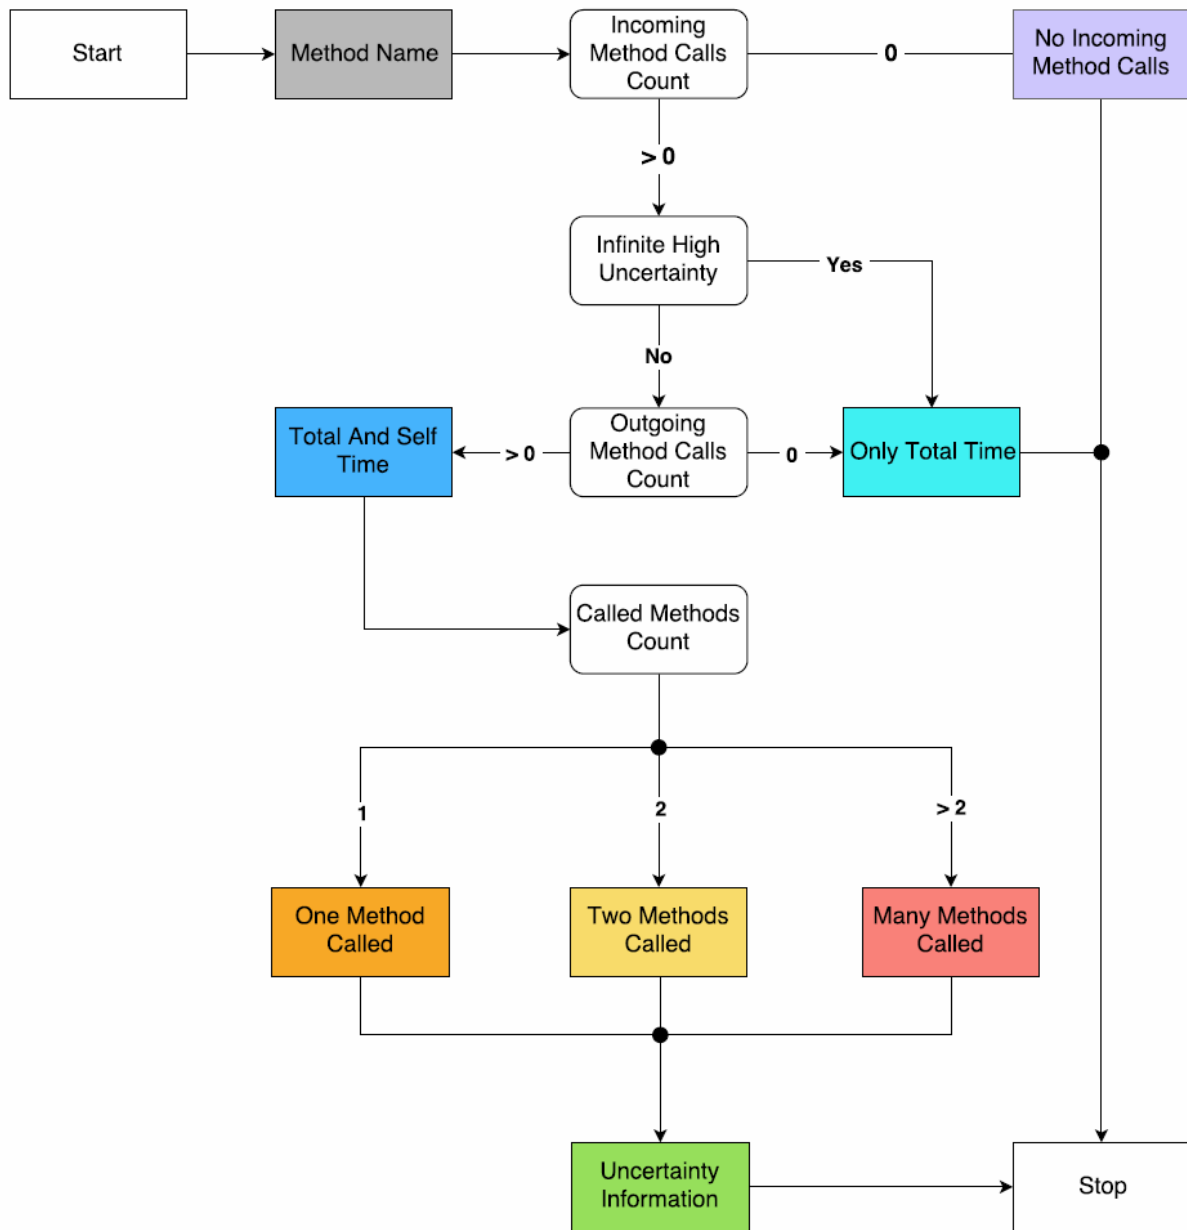 Start
Method Name
Incoming
Method Calls
Count
0
No Incoming
Method Calls
> 0
Infinite High
Uncertainty
Yes
No
Total And Self
Time
> 0
Outgoing
Method Calls
Count
0
Only Total Time
Called Methods
Count
1
2
> 2
One Method
Called
Two Methods
Called
Many Methods
Called
Uncertainty
Information
Stop